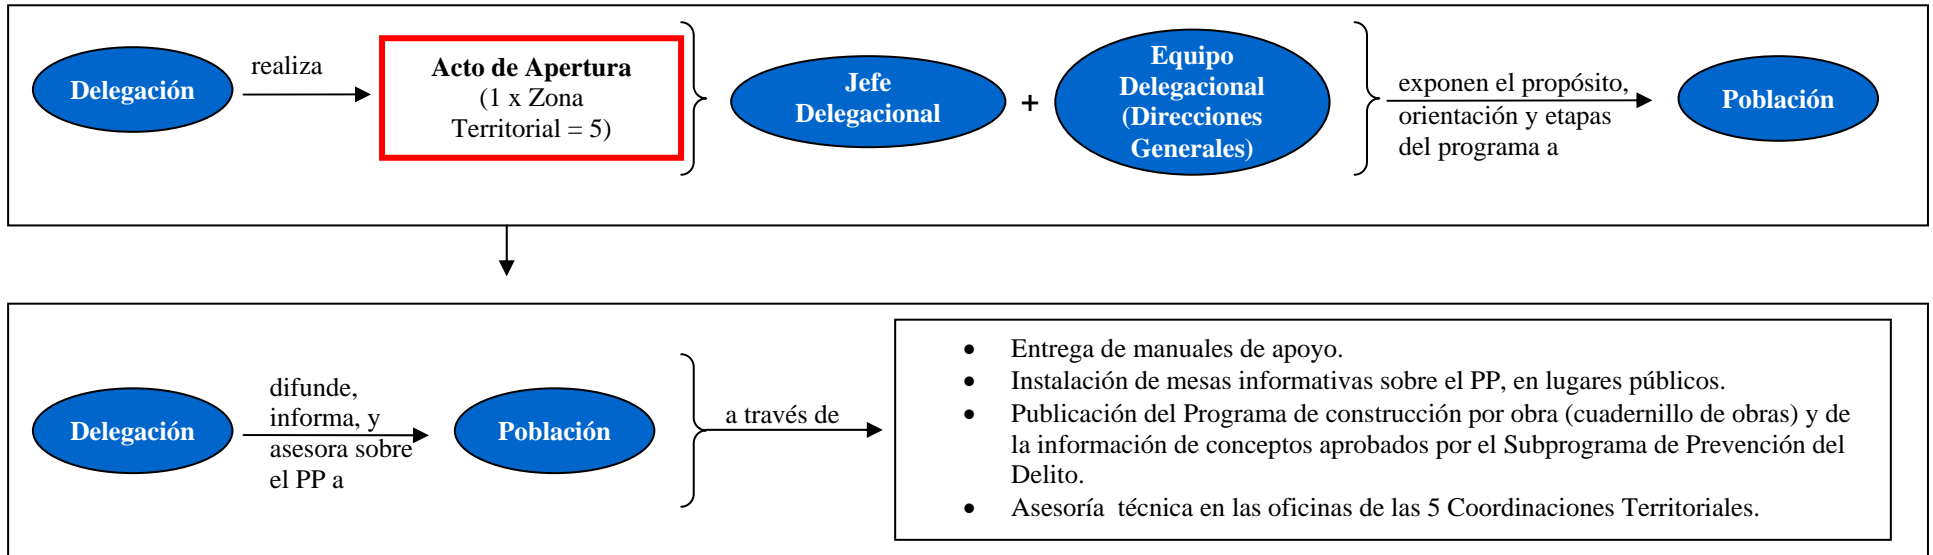 Delegación
realiza
Acto de Apertura
(1 x Zona
Territorial = 5)
Jefe
Delegacional
+
Equipo
Delegacional
(Direcciones
Generales)
exponen el propósito,
orientación y etapas
del programa a
Población
Delegación
difunde,
informa, y
asesora sobre
el PP a
Población
a través de
• Entrega de manuales de apoyo.
• Instalación de mesas informativas sobre el PP, en lugares públicos.
• Publicación del Programa de construcción por obra (cuadernillo de obras) y de
la información de conceptos aprobados por el Subprograma de Prevención del
Delito.
• Asesoría técnica en las oficinas de las 5 Coordinaciones Territoriales.